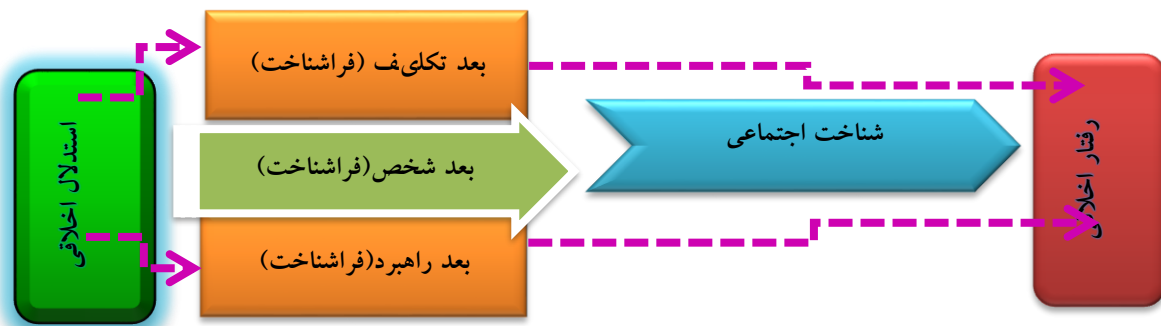 استدلال اخلاقی
بعد تکلیف (فراشناخت)
بعد شخص(فراشناخت)
بعد راهبرد(فراشناخت)
شناخت اجتماعی
رفتار اخلاقی